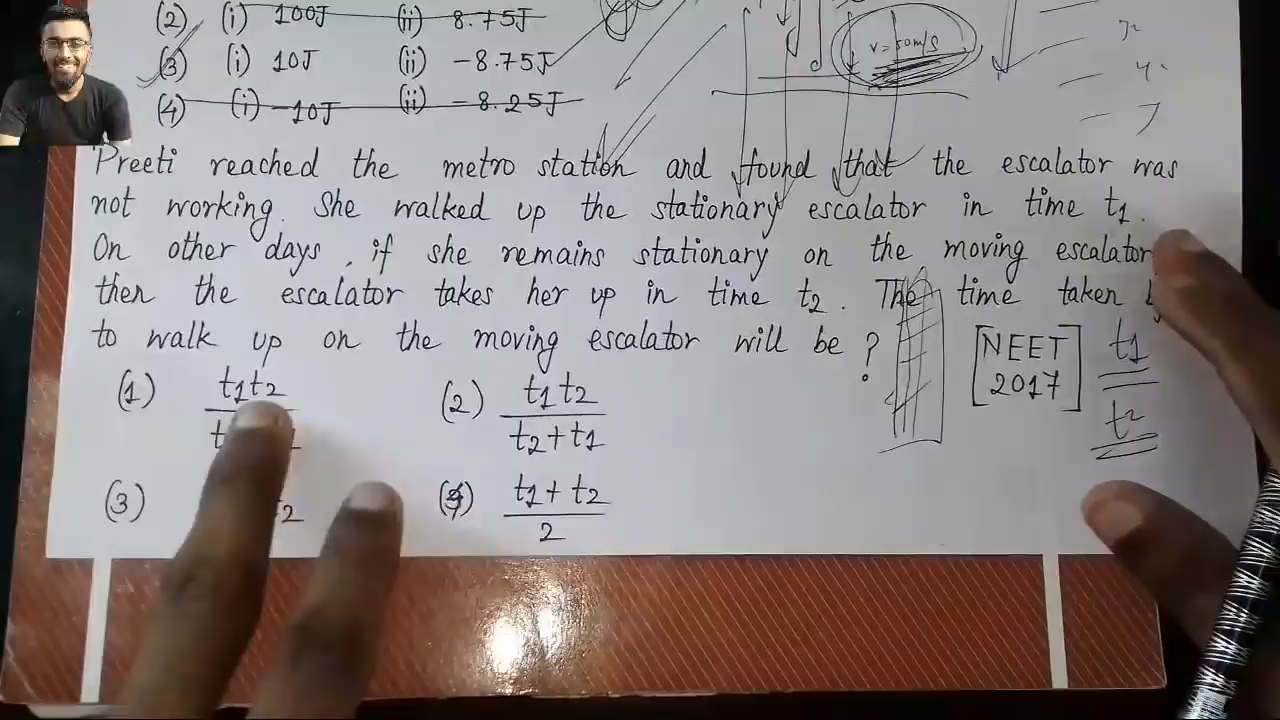 (2) (i) 100J (ii) 8.75J
(3) (i) 10J (ii) -8.75J
(4) (i) -10J (ii) -8.25J
v = 50m/s
Preeti reached the metro station and found that the escalator was
not working. She walked up the stationary escalator in time t1.
On other days, if she remains stationary on the moving escalator
then the escalator takes her up in time t2. The time taken
to walk up on the moving escalator will be ?
[NEET 2017]
t1
t2
(1) t1t2
(2) t1 t2 / t2+t1
(3)
(4) t1+ t2 / 2